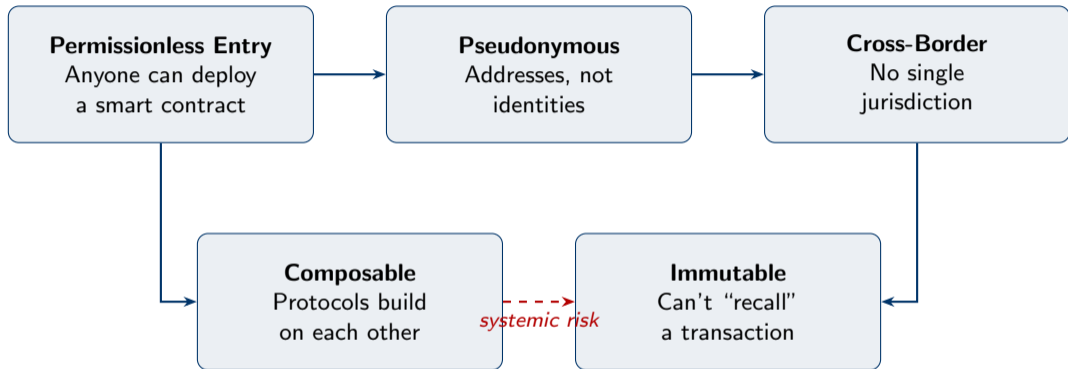 Permissionless Entry
Anyone can deploy
a smart contract
Pseudonymous
Addresses, not
identities
Cross-Border
No single
jurisdiction
Composable
Protocols build
on each other
systemic risk
Immutable
Can't “recall”
a transaction